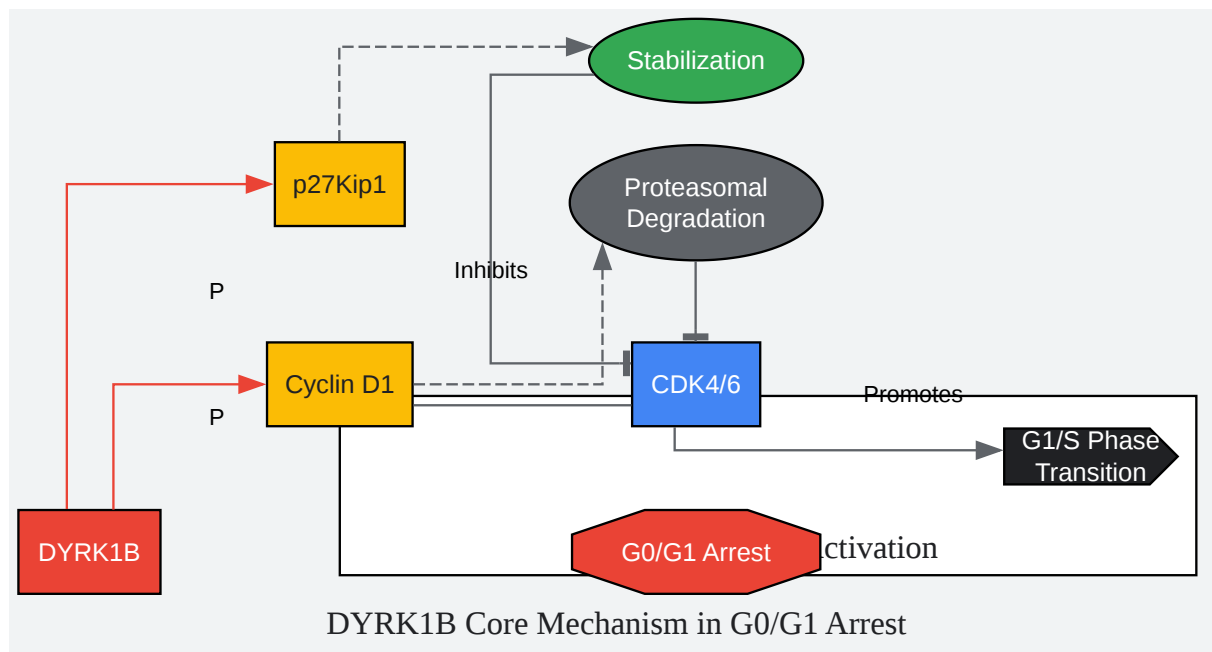 Stabilization
p27Kip1
Proteasomal
Degradation
Inhibits
P
Cyclin D1
CDK4/6
Promotes
P
G1/S Phase
Transition
DYRK1B
G0/G1 Arrest
ctivation
DYRK1B Core Mechanism in G0/G1 Arrest